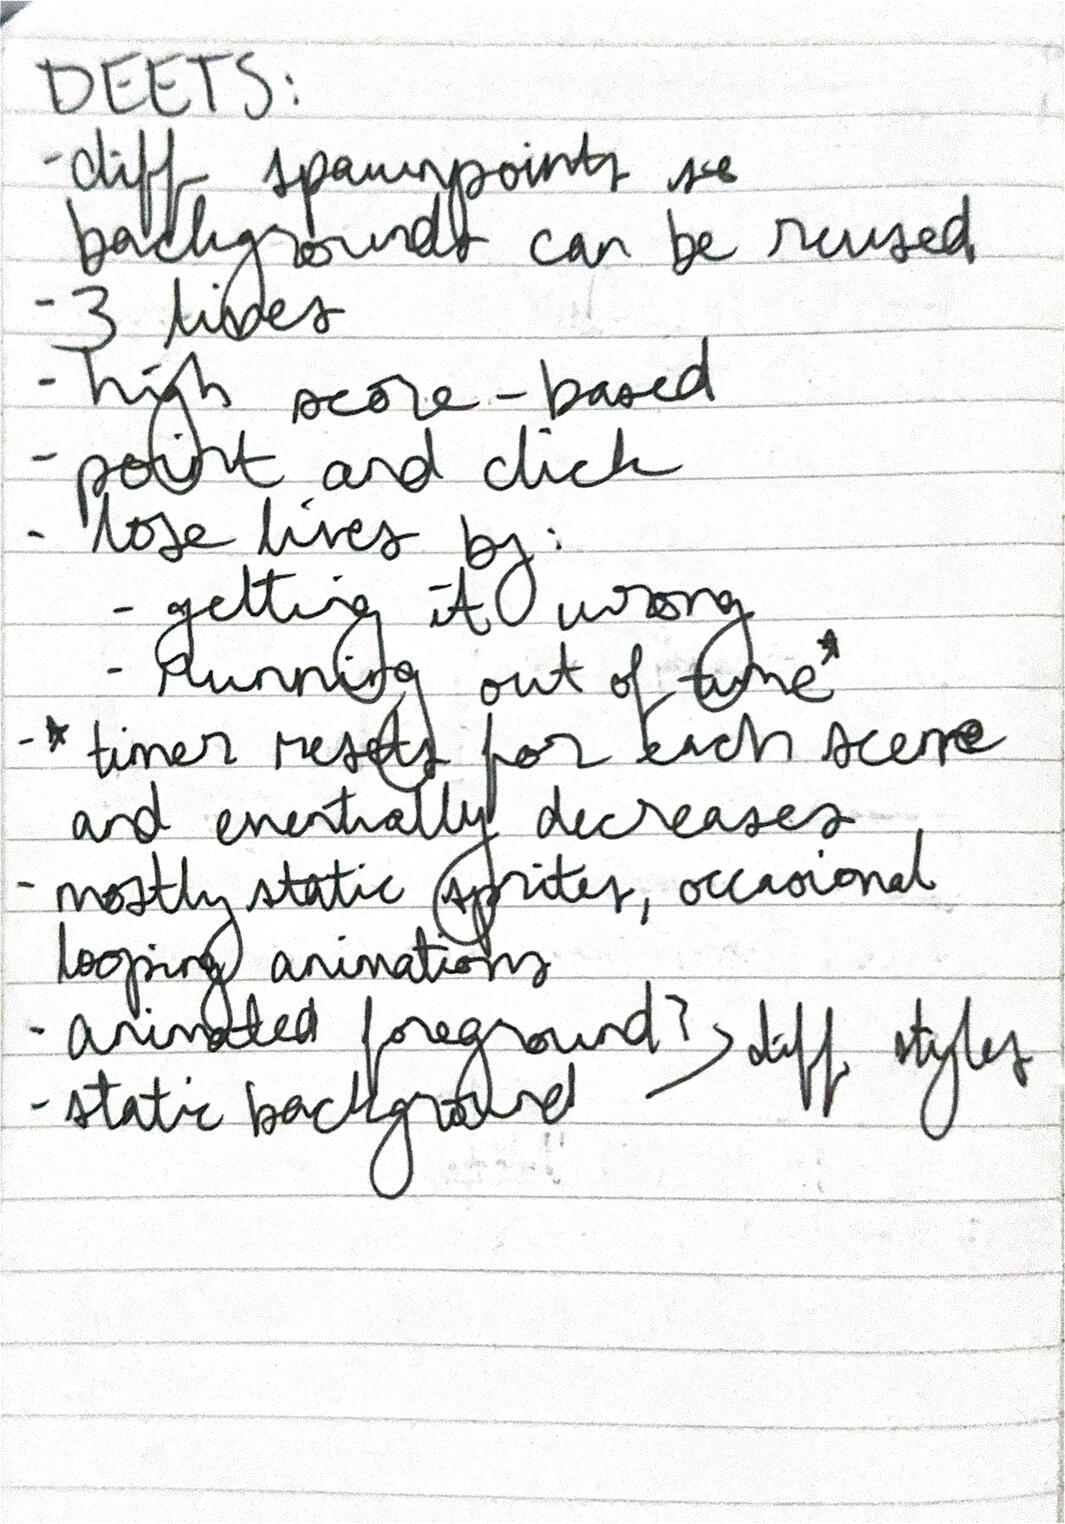 DEETS:
- diff spawnpoints so
backgrounds can be reused
- 3 lives
- high score-based
- point and click
- lose lives by:
- getting it wrong
- running out of time*
-* timer resets for each scene
and eventually decreases
- mostly static sprites, occasional
looping animations
- animated foreground? > diff styles
- static background